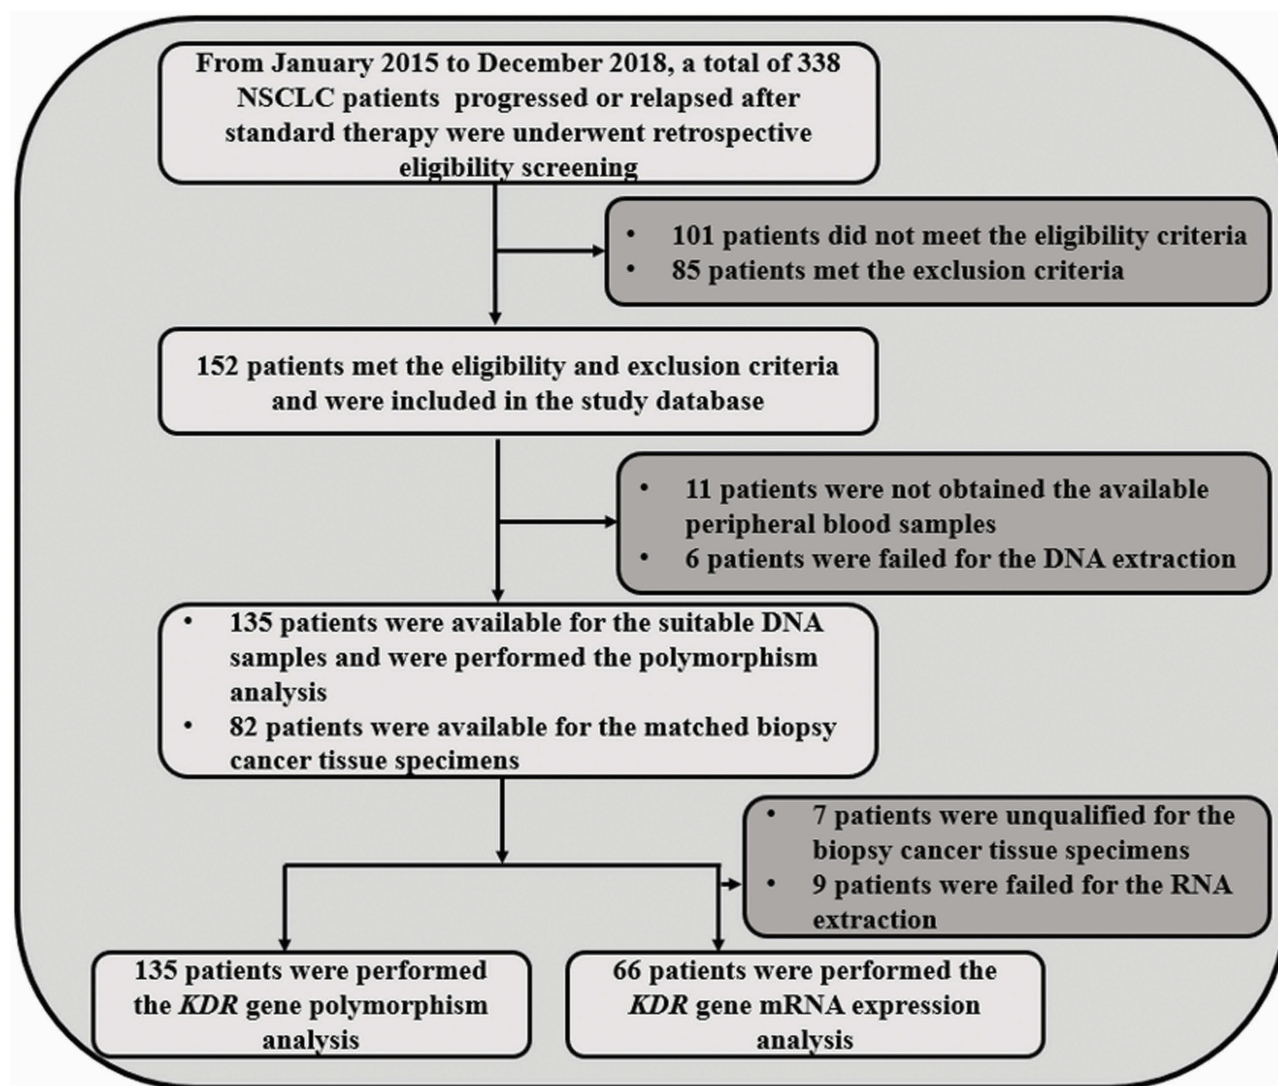 From January 2015 to December 2018, a total of 338
NSCLC patients progressed or relapsed after
standard therapy were underwent retrospective
eligibility screening
• 101 patients did not meet the eligibility criteria
• 85 patients met the exclusion criteria
152 patients met the eligibility and exclusion criteria
and were included in the study database
• 11 patients were not obtained the available
peripheral blood samples
• 6 patients were failed for the DNA extraction
• 135 patients were available for the suitable DNA
samples and were performed the polymorphism
analysis
• 82 patients were available for the matched biopsy
cancer tissue specimens
• 7 patients were unqualified for the
biopsy cancer tissue specimens
• 9 patients were failed for the RNA
extraction
135 patients were performed
the KDR gene polymorphism
analysis
66 patients were performed the
KDR gene mRNA expression
analysis